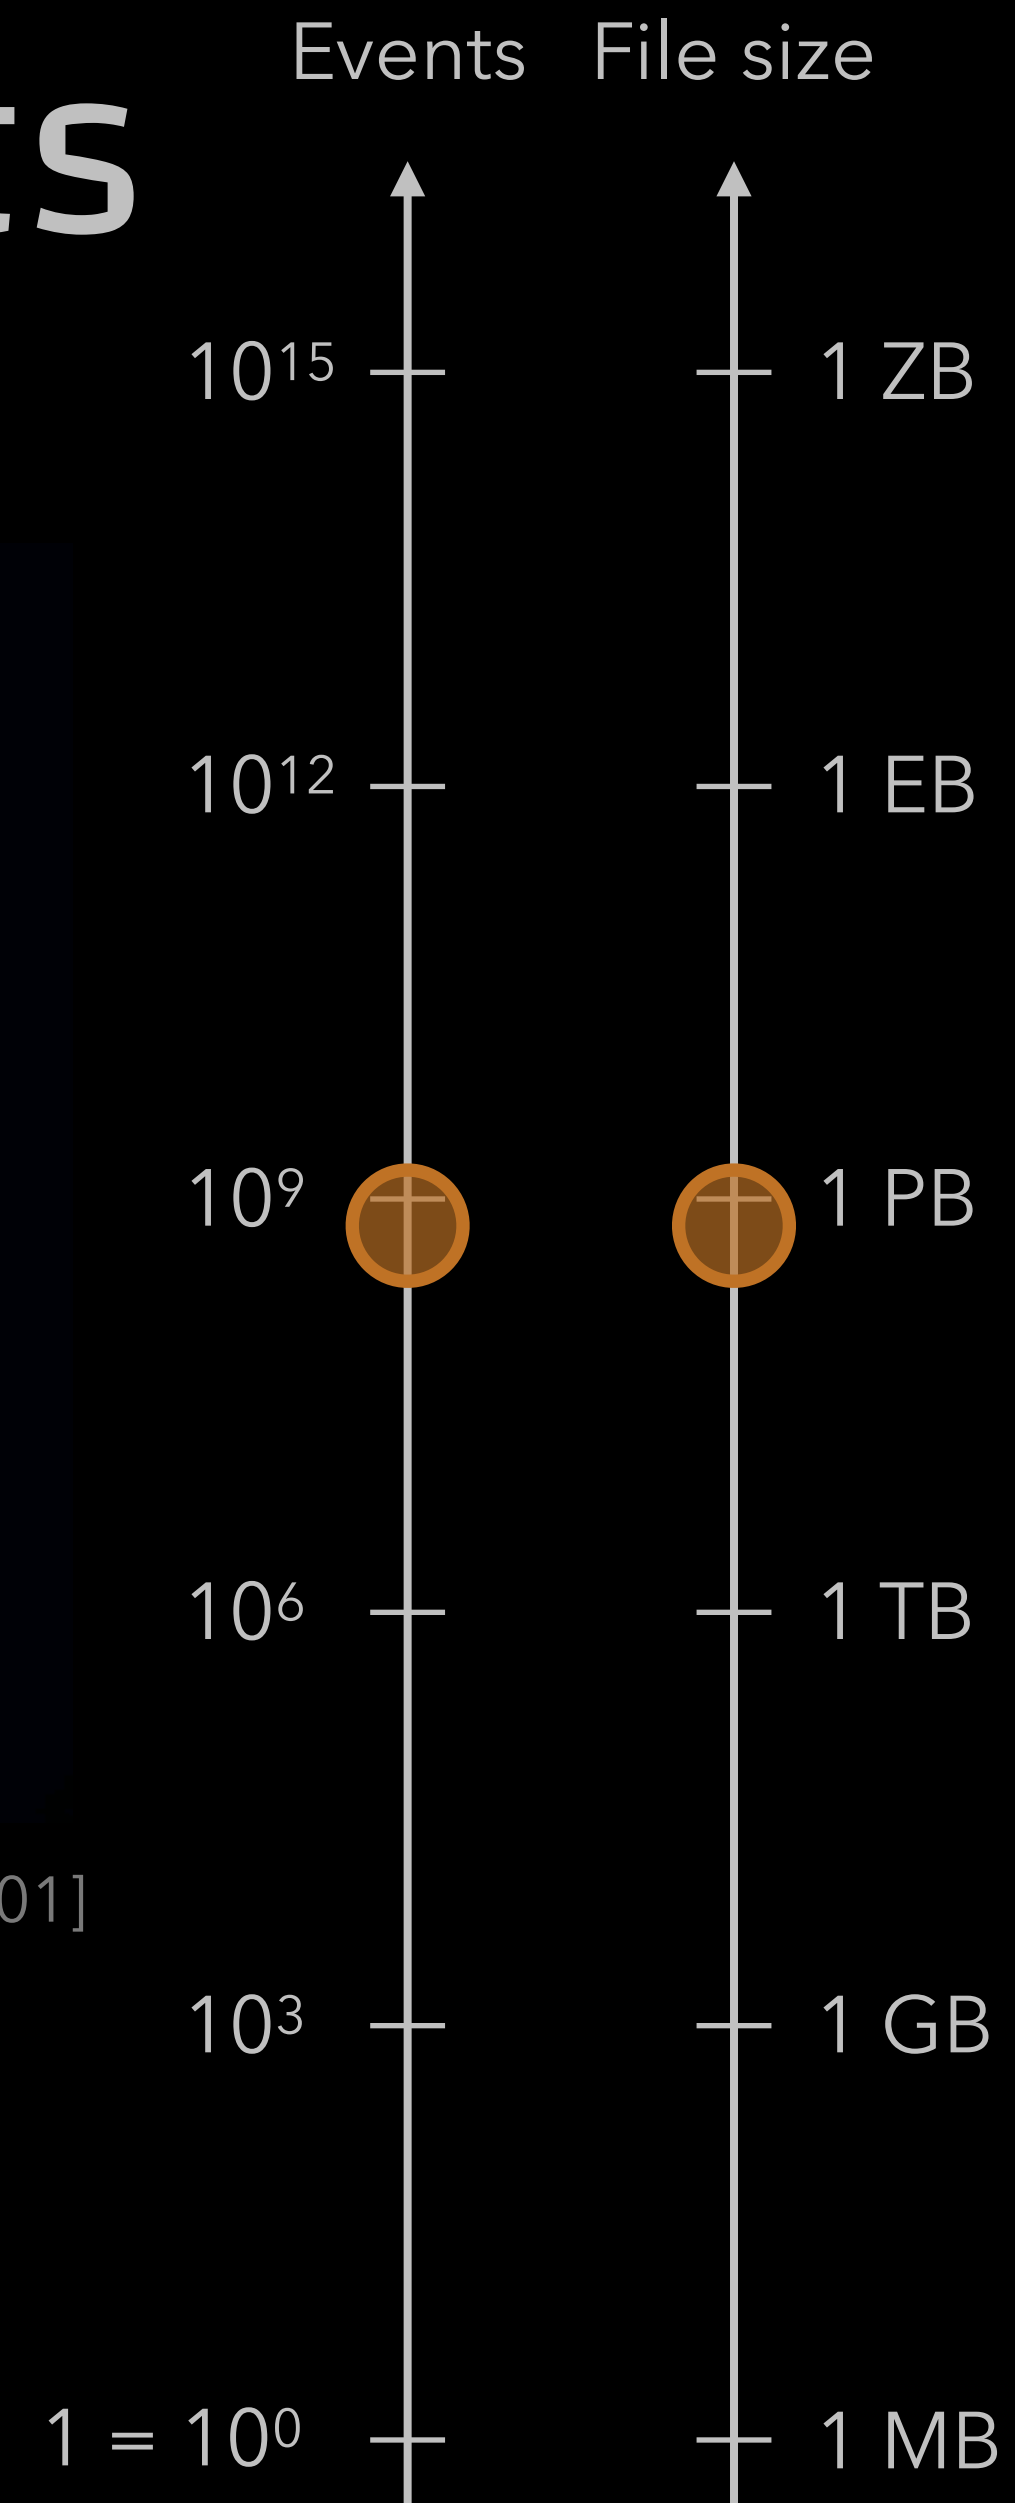 Events File size
s
10¹⁵ 1 ZB
10¹² 1 EB
10⁹ 1 PB
10⁶ 1 TB
01]
10³ 1 GB
1 = 10⁰ 1 MB